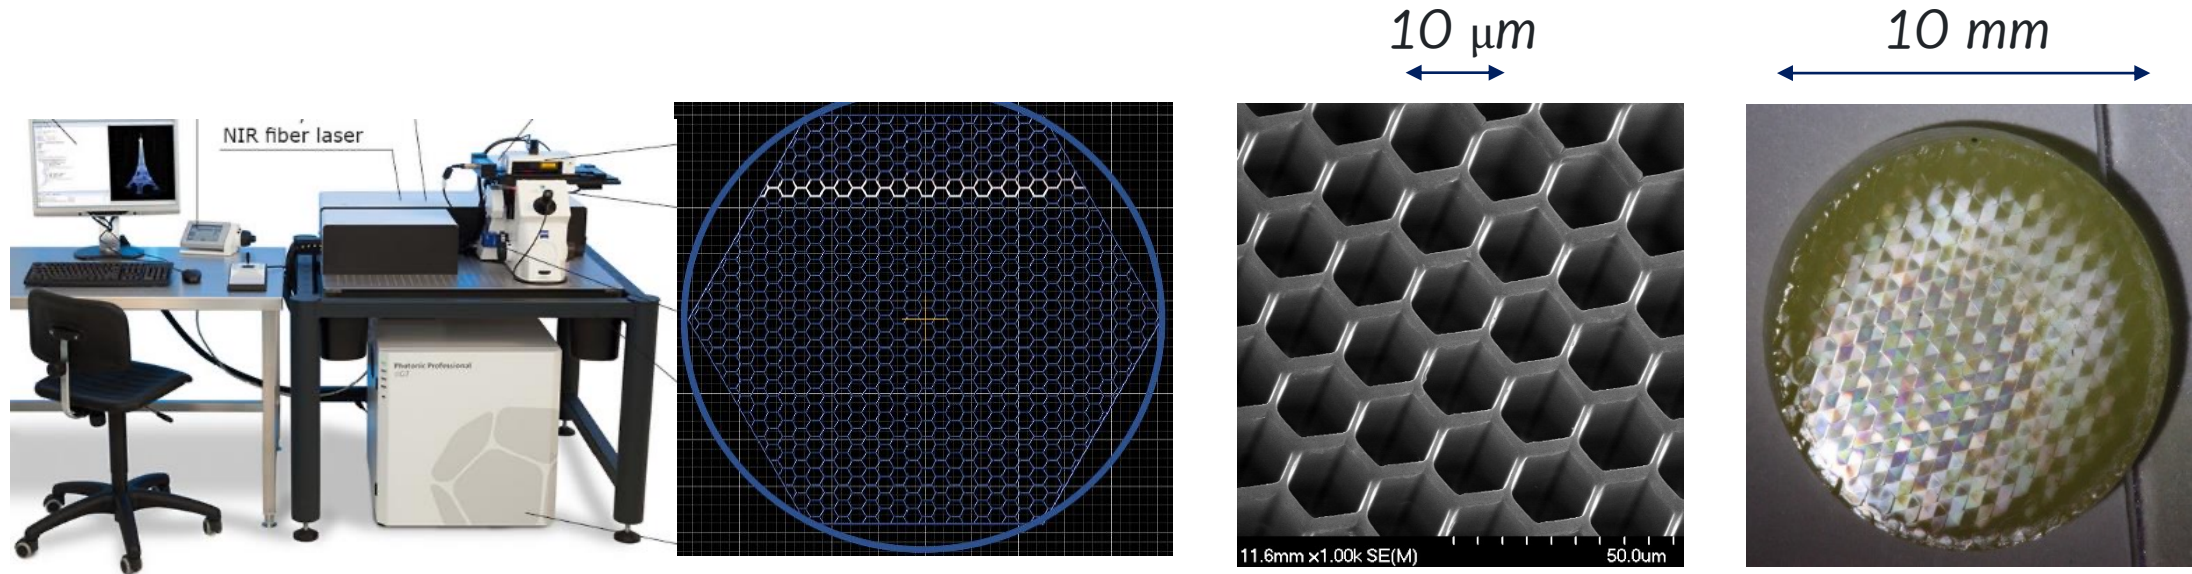 10 μm
10 mm
NIR fiber laser
Photonic Professional
11.6mm x1.00k SE(M)
50.0um